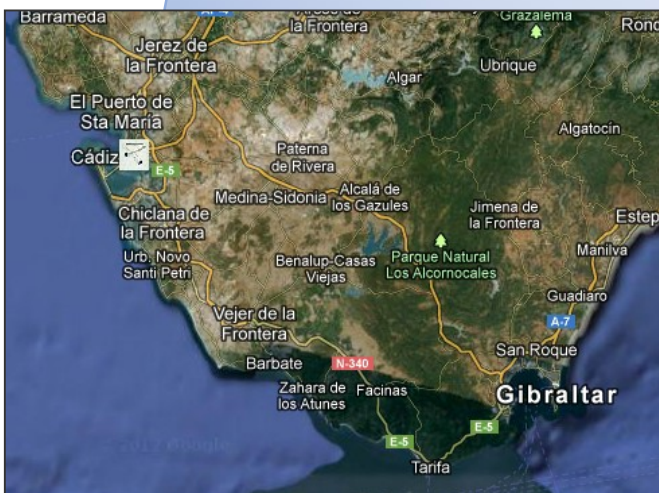 Barrameda
la Frontera
Grazalema
Jerez de
la Frontera
Algar
Ubrique
El Puerto de
Sta María
Algatocín
Cádiz
E-5
Paterna
de Rivera
Medina-Sidonia
Alcalá de
los Gazules
Jimena de
la Frontera
Chiclana de
la Frontera
Estep
Manilva
Urb. Novo
Santi Petri
Benalup-Casas
Viejas
Parque Natural
Los Alcornocales
Guadiaro
Vejer de la
Frontera
A-7
San Roque
Barbate
N-340
Zahara de
los Atunes
Facinas
Gibraltar
E-5
E-5
Tarifa